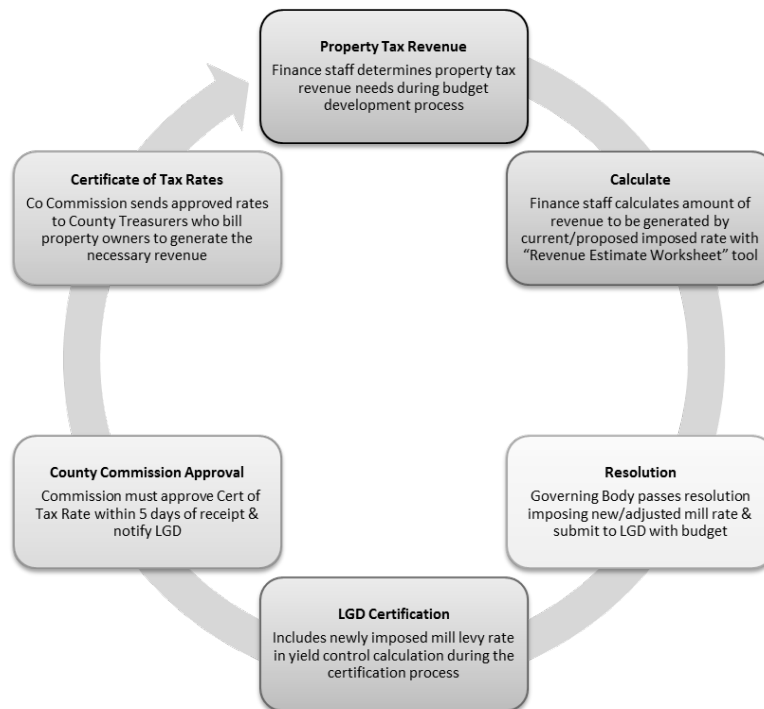 Property Tax Revenue
Finance staff determines property tax
revenue needs during budget
development process
Calculate
Finance staff calculates amount of
revenue to be generated by
current/proposed imposed rate with
“Revenue Estimate Worksheet” tool
Resolution
Governing Body passes resolution
imposing new/adjusted mill rate &
submit to LGD with budget
LGD Certification
Includes newly imposed mill levy rate
in yield control calculation during the
certification process
County Commission Approval
Commission must approve Cert of
Tax Rate within 5 days of receipt &
notify LGD
Certificate of Tax Rates
Co Commission sends approved rates
to County Treasurers who bill
property owners to generate the
necessary revenue